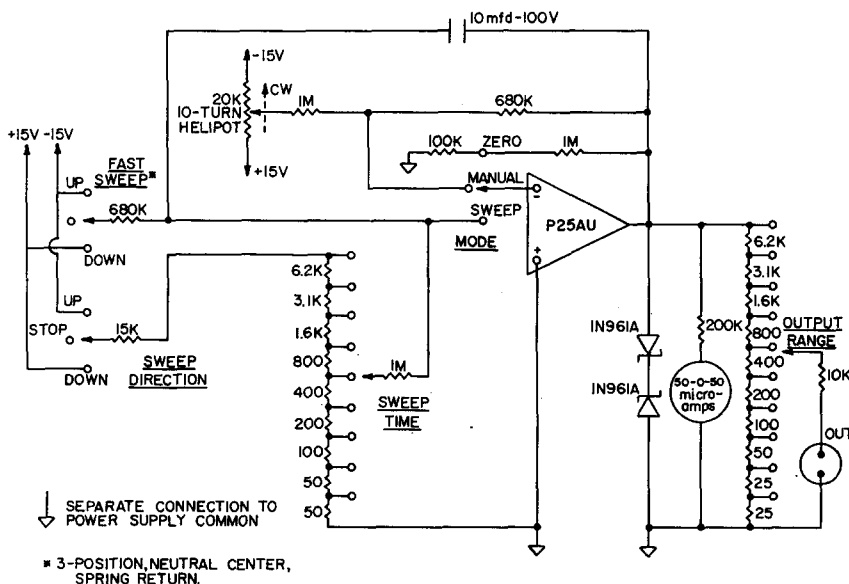 10mfd-100V
-15V
CW
20K
10-TURN
HELIPOT
1M
680K
+15V
100K
ZERO
1M
+15V -15V
FAST
SWEEP*
UP
680K
DOWN
MANUAL
SWEEP
MODE
-
+
P25AU
UP
STOP
15K
DOWN
SWEEP
DIRECTION
6.2K
3.1K
1.6K
800
400
200
100
50
50
1M
SWEEP
TIME
1N961A
1N961A
200K
50-0-50
micro-
amps
6.2K
3.1K
1.6K
800
400
200
100
50
25
25
OUTPUT
RANGE
10K
OUT
SEPARATE CONNECTION TO
POWER SUPPLY COMMON
* 3-POSITION, NEUTRAL CENTER,
SPRING RETURN.